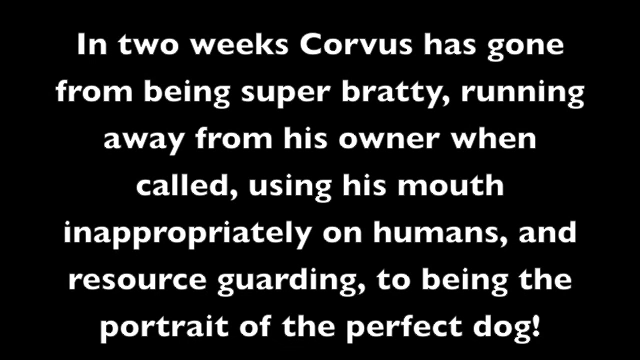 In two weeks Corvus has gone
from being super bratty, running
away from his owner when
called, using his mouth
inappropriately on humans, and
resource guarding, to being the
portrait of the perfect dog!